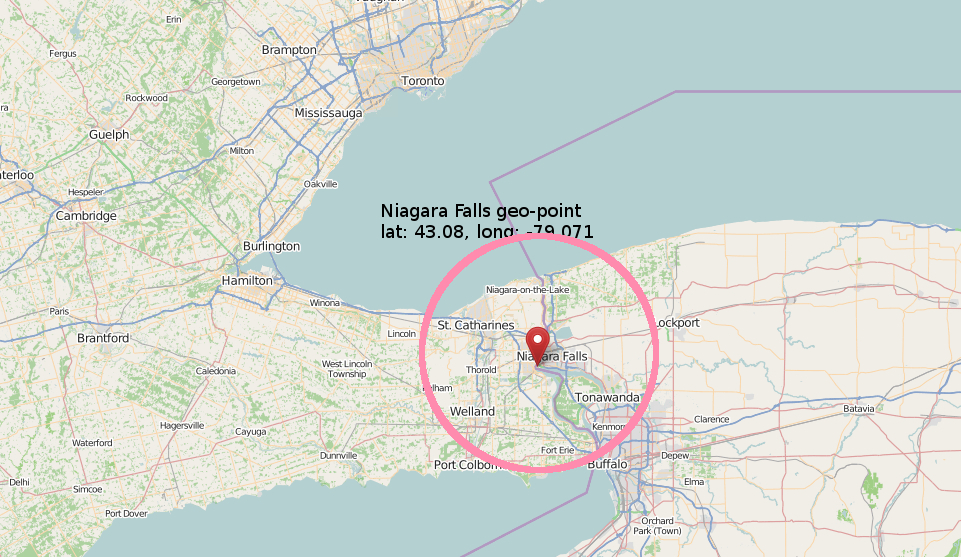 Vaughan
Erin
Brampton
Fergus
Georgetown
Toronto
Rockwood
Mississauga
Guelph
Milton
Oakville
Hespeler
Cambridge
Niagara Falls geo-point
lat: 43.08, long: -79.071
Burlington
Hamilton
Niagara-on-the-Lake
Winona
Paris
St. Catharines
Lockport
Lincoln
Brantford
Niagara Falls
West Lincoln
Township
Caledonia
Thorold
Pelham
Tonawanda
Welland
Batavia
Clarence
Hagersville
Cayuga
Kenmore
Waterford
Fort Erie
Dunnville
Depew
Port Colborne
Buffalo
Delhi
Elma
Simcoe
Port Dover
Orchard
Park (Town)